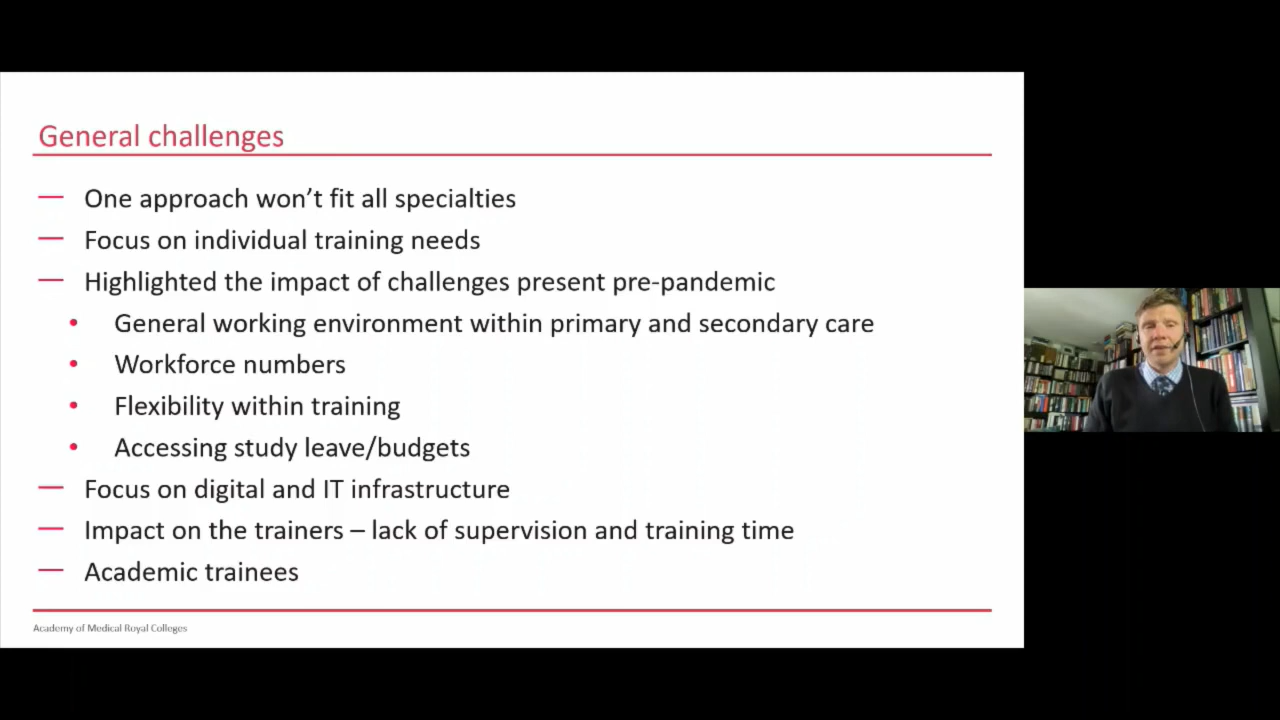 General challenges
— One approach won’t fit all specialties
— Focus on individual training needs
— Highlighted the impact of challenges present pre-pandemic
• General working environment within primary and secondary care
• Workforce numbers
• Flexibility within training
• Accessing study leave/budgets
— Focus on digital and IT infrastructure
— Impact on the trainers – lack of supervision and training time
— Academic trainees
Academy of Medical Royal Colleges